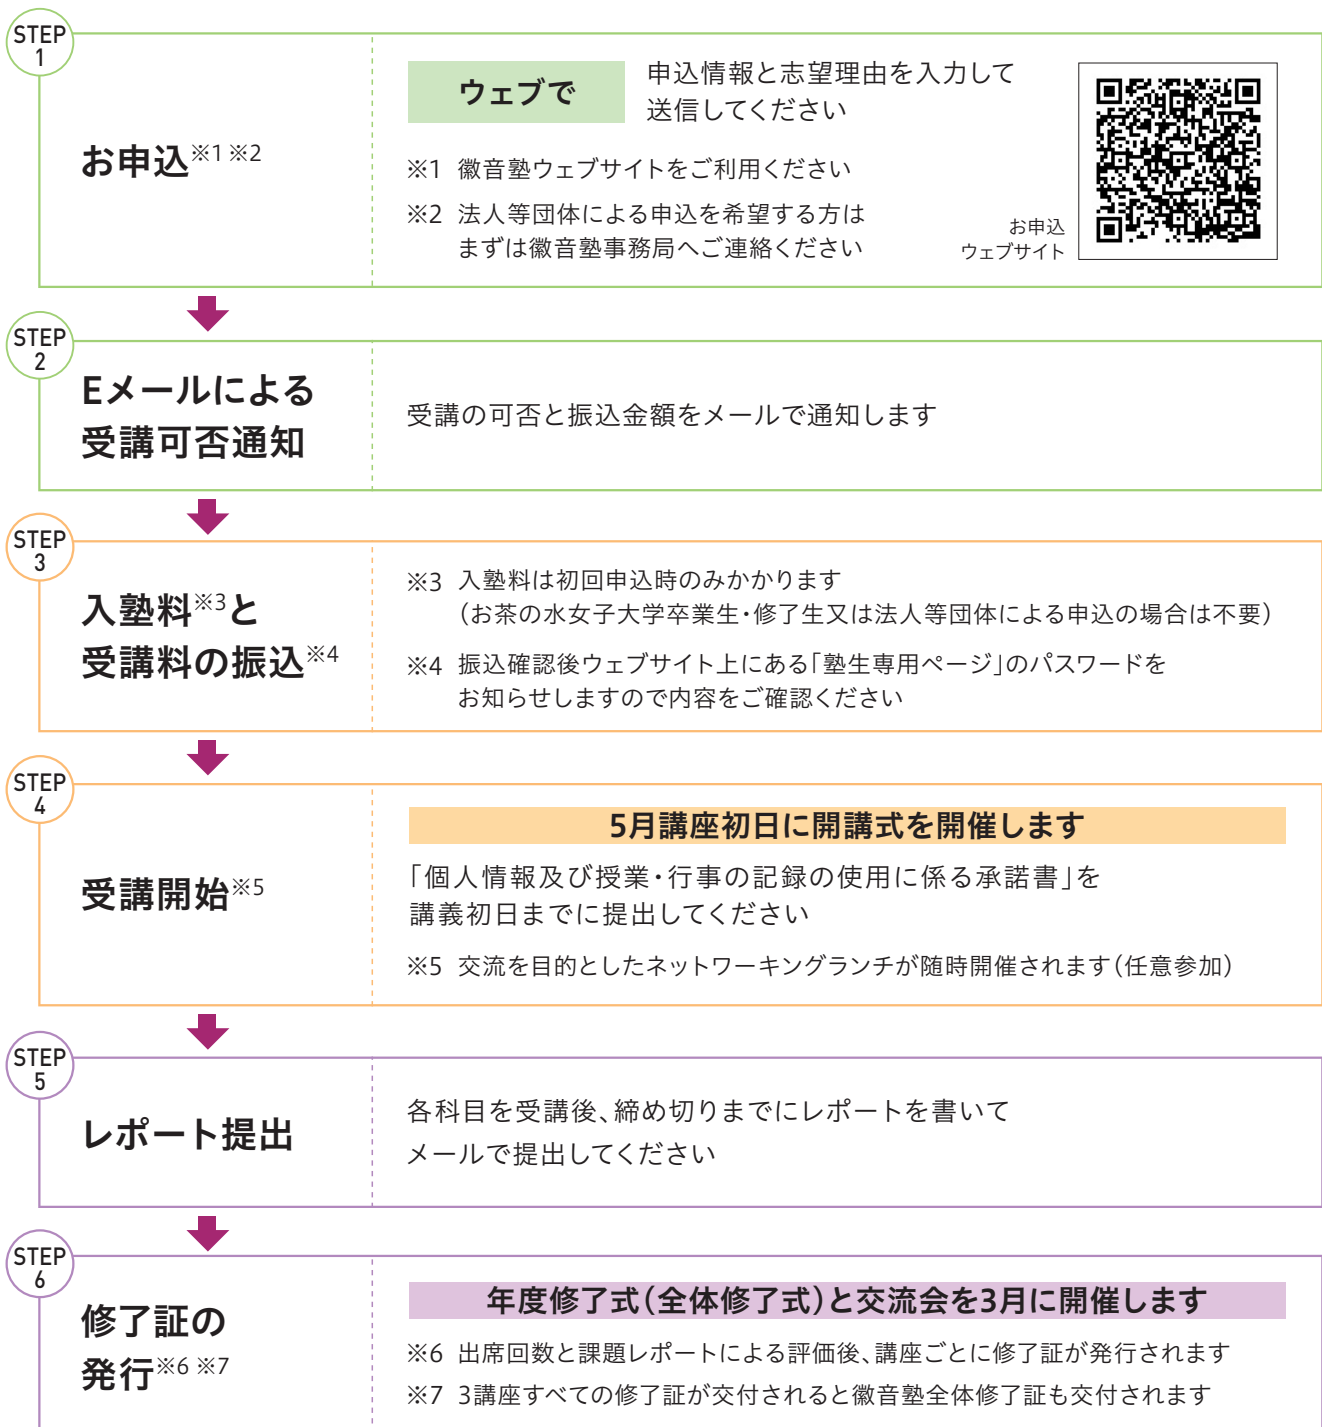 STEP
1
お申込※1 ※2
ウェブで
申込情報と志望理由を入力して
送信してください
※1 徽音塾ウェブサイトをご利用ください
※2 法人等団体による申込を希望する方は
まずは徽音塾事務局へご連絡ください
お申込
ウェブサイト
STEP
2
Eメールによる
受講可否通知
受講の可否と振込金額をメールで通知します
STEP
3
入塾料※3と
受講料の振込※4
※3 入塾料は初回申込時のみかかります
（お茶の水女子大学卒業生・修了生又は法人等団体による申込の場合は不要）
※4 振込確認後ウェブサイト上にある「塾生専用ページ」のパスワードを
お知らせしますので内容をご確認ください
STEP
4
受講開始※5
5月講座初日に開講式を開催します
「個人情報及び授業・行事の記録の使用に係る承諾書」を
講義初日までに提出してください
※5 交流を目的としたネットワーキングランチが随時開催されます（任意参加）
STEP
5
レポート提出
各科目を受講後、締め切りまでにレポートを書いて
メールで提出してください
STEP
6
修了証の
発行※6 ※7
年度修了式（全体修了式）と交流会を3月に開催します
※6 出席回数と課題レポートによる評価後、講座ごとに修了証が発行されます
※7 3講座すべての修了証が交付されると徽音塾全体修了証も交付されます